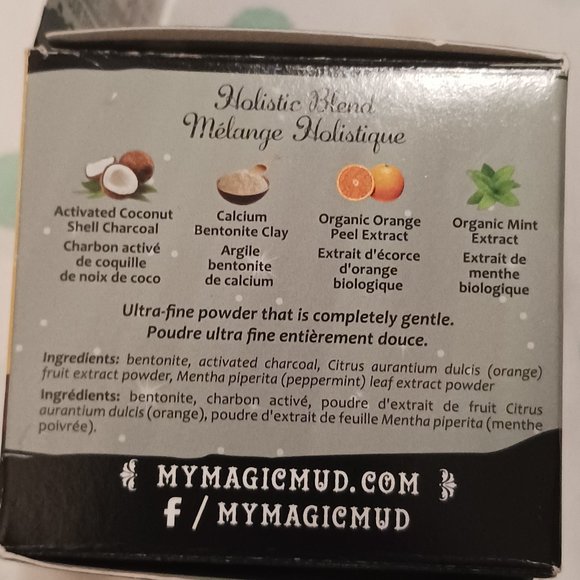 Holistic Blend
Mélange Holistique
Activated Coconut
Shell Charcoal
Charbon activé
de coquille
de noix de coco
Calcium
Bentonite Clay
Argile
bentonite
de calcium
Organic Orange
Peel Extract
Extrait d'écorce
d'orange
biologique
Organic Mint
Extract
Extrait de
menthe
biologique
Ultra-fine powder that is completely gentle.
Poudre ultra fine entièrement douce.
Ingredients: bentonite, activated charcoal, Citrus aurantium dulcis (orange)
fruit extract powder, Mentha piperita (peppermint) leaf extract powder
Ingrédients: bentonite, charbon activé, poudre d'extrait de fruit Citrus
aurantium dulcis (orange), poudre d'extrait de feuille Mentha piperita (menthe
poivrée).
MYMAGICMUD.COM
f / MYMAGICMUD